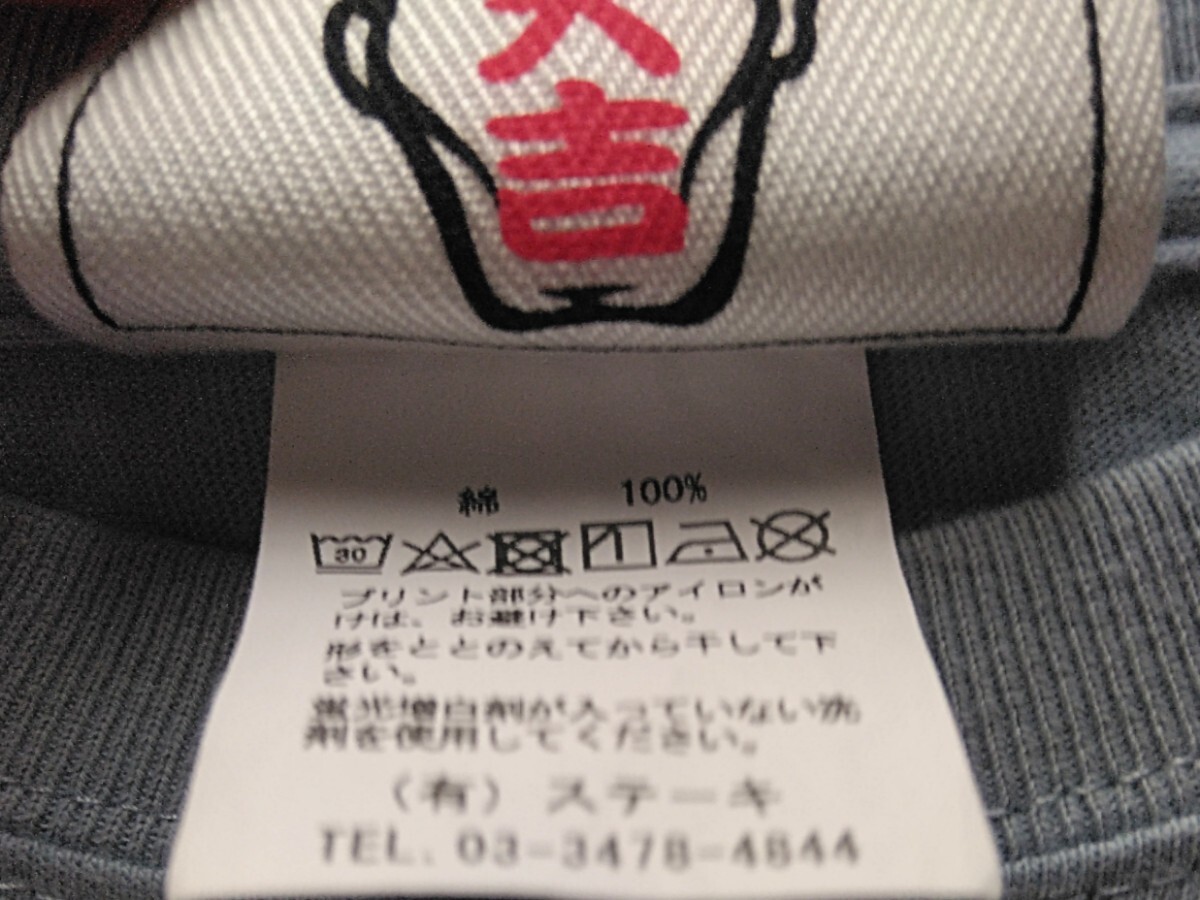 大
吉
綿 100%
30
プリント部分へのアイロンが
けは、お避け下さい。
形をととのえてから干して下
さい。
蛍光増白剤が入っていない洗
剤を使用してください。
(有) ステーキ
TEL. 03-3478-4844